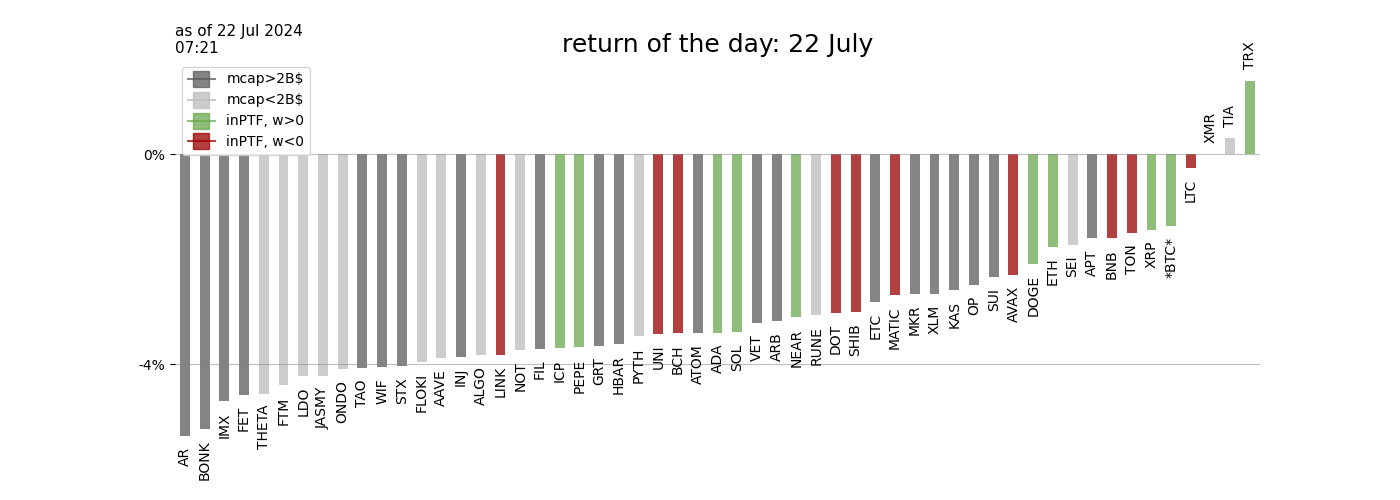 as of 22 Jul 2024
07:21
return of the day: 22 July
mcap>2B$
mcap<2B$
inPTF, w>0
inPTF, w<0
0%
-4%
AR
BONK
IMX
FET
THETA
FTM
LDO
JASMY
ONDO
TAO
WIF
STX
FLOKI
AAVE
INJ
ALGO
LINK
NOT
FIL
ICP
PEPE
GRT
HBAR
PYTH
UNI
BCH
ATOM
ADA
SOL
VET
ARB
NEAR
RUNE
DOT
SHIB
ETC
MATIC
MKR
XLM
KAS
OP
SUI
AVAX
DOGE
ETH
SEI
APT
BNB
TON
XRP
*BTC*
LTC
XMR
TIA
TRX